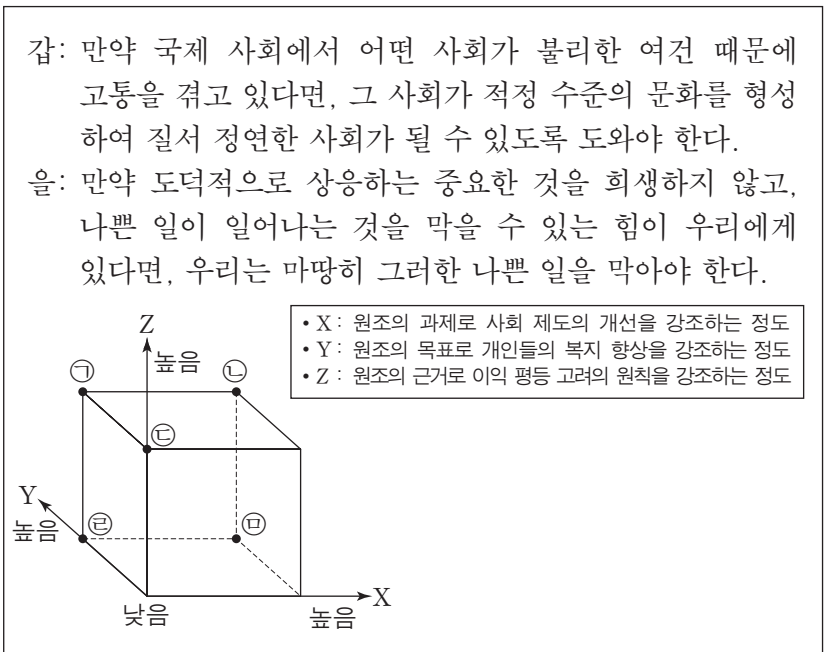 갑: 만약 국제 사회에서 어떤 사회가 불리한 여건 때문에
고통을 겪고 있다면, 그 사회가 적정 수준의 문화를 형성
하여 질서 정연한 사회가 될 수 있도록 도와야 한다.
을: 만약 도덕적으로 상응하는 중요한 것을 희생하지 않고,
나쁜 일이 일어나는 것을 막을 수 있는 힘이 우리에게
있다면, 우리는 마땅히 그러한 나쁜 일을 막아야 한다.
• X : 원조의 과제로 사회 제도의 개선을 강조하는 정도
• Y : 원조의 목표로 개인들의 복지 향상을 강조하는 정도
• Z : 원조의 근거로 이익 평등 고려의 원칙을 강조하는 정도
Z
높음
㉠ ㉡
㉢
Y
높음
㉣ ㉤
X
낮음 높음